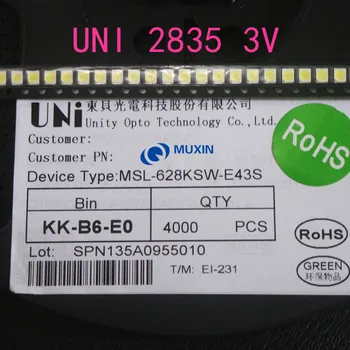 UNI 2835 3V
UNi 東貝光電科技股份有限公司
Unity Opto Technology Co.,Ltd.
Customer:
Customer PN:
MUXIN
Device Type:MSL-628KSW-E43S
Bin QTY
KK-B6-E0 4000 PCS
Lot: SPN135A0955010
T/M: EI-231
RoHS
RoHS
GREEN
环保物品